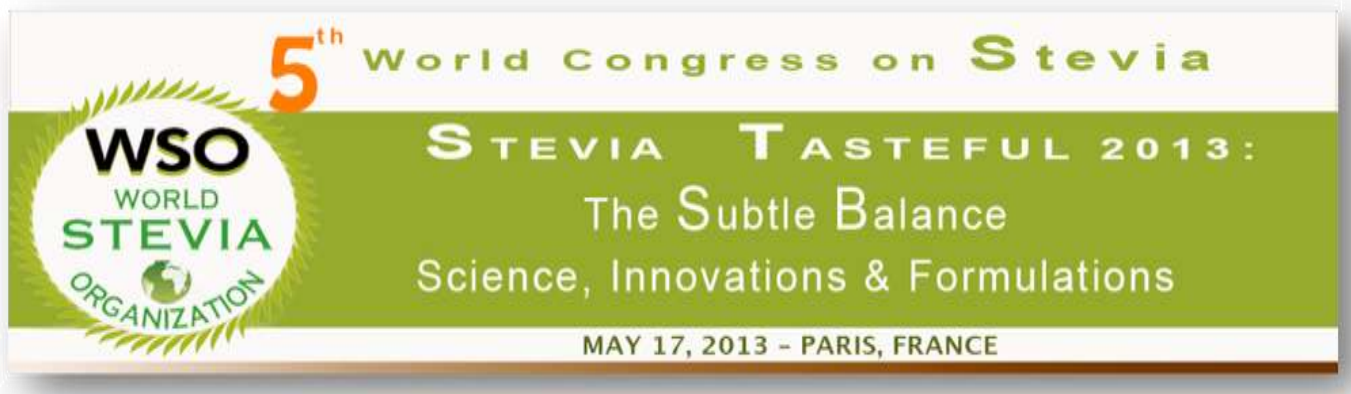 5th World Congress on Stevia
WSO
WORLD
STEVIA
ORGANIZATION
STEVIA TASTEFUL 2013:
The Subtle Balance
Science, Innovations & Formulations
MAY 17, 2013 – PARIS, FRANCE